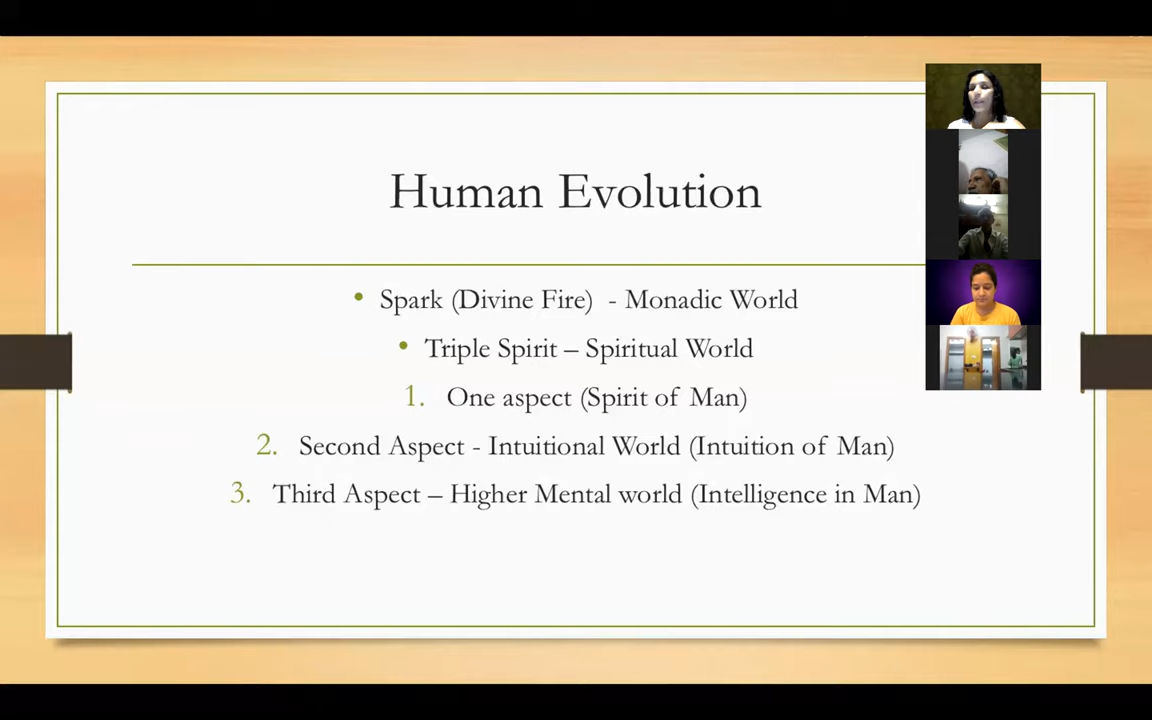 Human Evolution
• Spark (Divine Fire)  - Monadic World
• Triple Spirit – Spiritual World
1. One aspect (Spirit of Man)
2. Second Aspect - Intuitional World (Intuition of Man)
3. Third Aspect – Higher Mental world (Intelligence in Man)